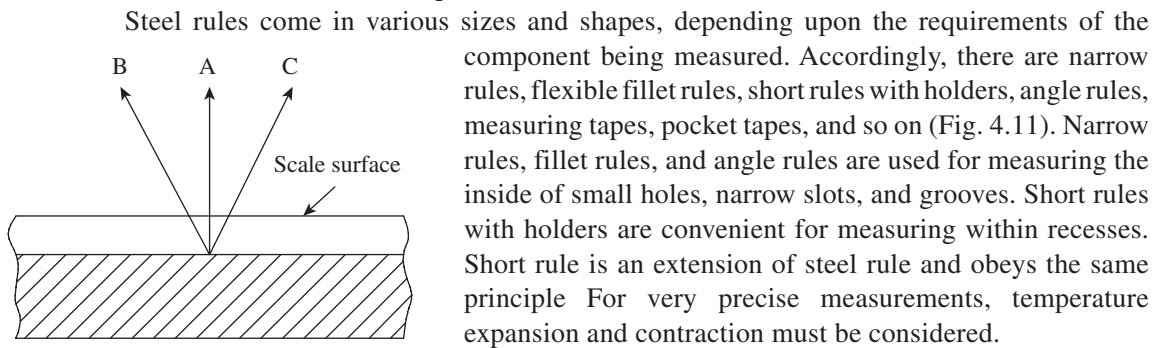 Steel rules come in various sizes and shapes, depending upon the requirements of the
component being measured. Accordingly, there are narrow
rules, flexible fillet rules, short rules with holders, angle rules,
measuring tapes, pocket tapes, and so on (Fig. 4.11). Narrow
rules, fillet rules, and angle rules are used for measuring the
inside of small holes, narrow slots, and grooves. Short rules
with holders are convenient for measuring within recesses.
Short rule is an extension of steel rule and obeys the same
principle For very precise measurements, temperature
expansion and contraction must be considered.
B A C
Scale surface